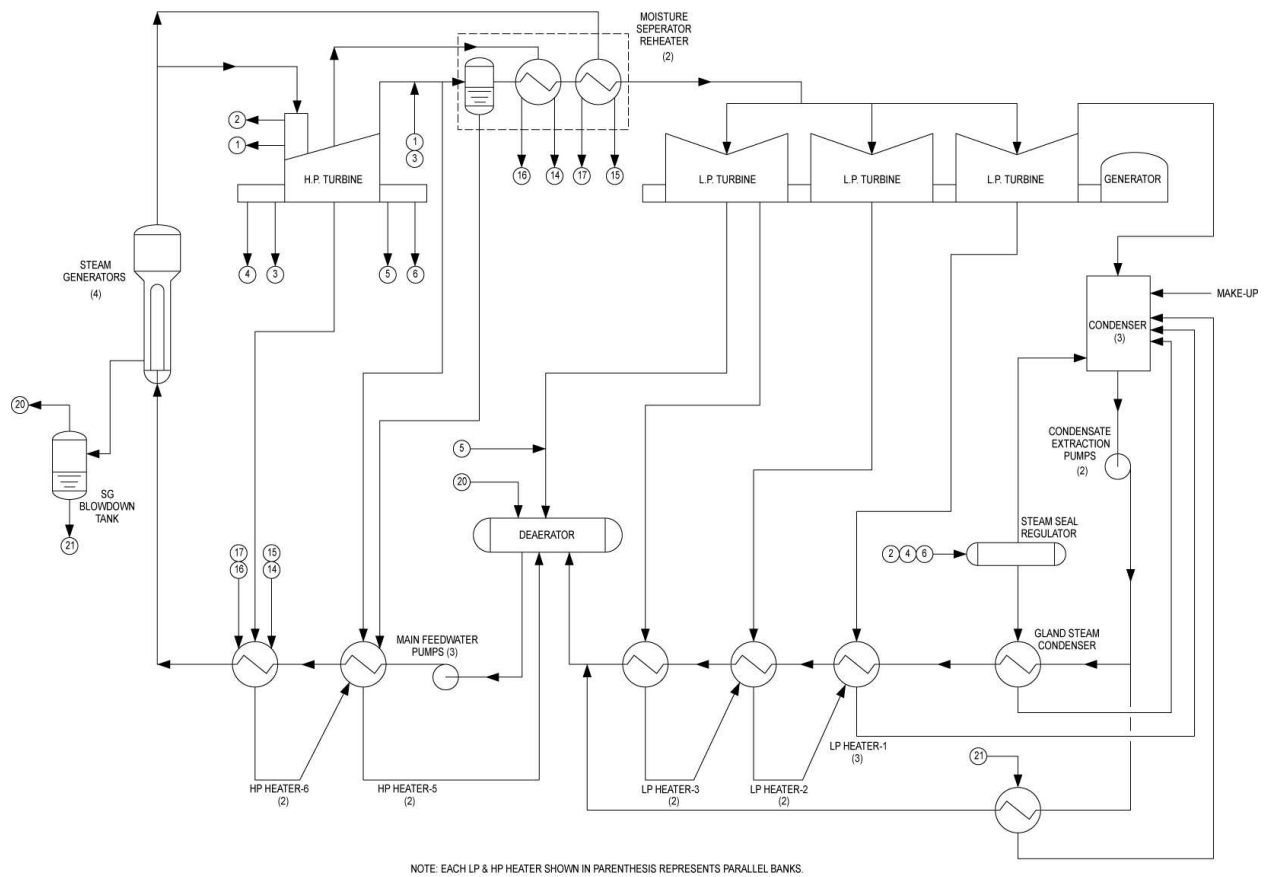 MOISTURE
SEPERATOR
REHEATER
(2)
2
1
1
3
H.P. TURBINE
16
14
17
15
L.P. TURBINE
L.P. TURBINE
L.P. TURBINE
GENERATOR
4
3
5
6
STEAM
GENERATORS
(4)
MAKE-UP
CONDENSER
(3)
20
CONDENSATE
EXTRACTION
PUMPS
(2)
5
20
SG
BLOWDOWN
TANK
21
DEAERATOR
STEAM SEAL
REGULATOR
2 4 6
17
16
15
14
MAIN FEEDWATER
PUMPS (3)
GLAND STEAM
CONDENSER
LP HEATER-1
(3)
21
HP HEATER-6
(2)
HP HEATER-5
(2)
LP HEATER-3
(2)
LP HEATER-2
(2)
NOTE: EACH LP & HP HEATER SHOWN IN PARENTHESIS REPRESENTS PARALLEL BANKS.